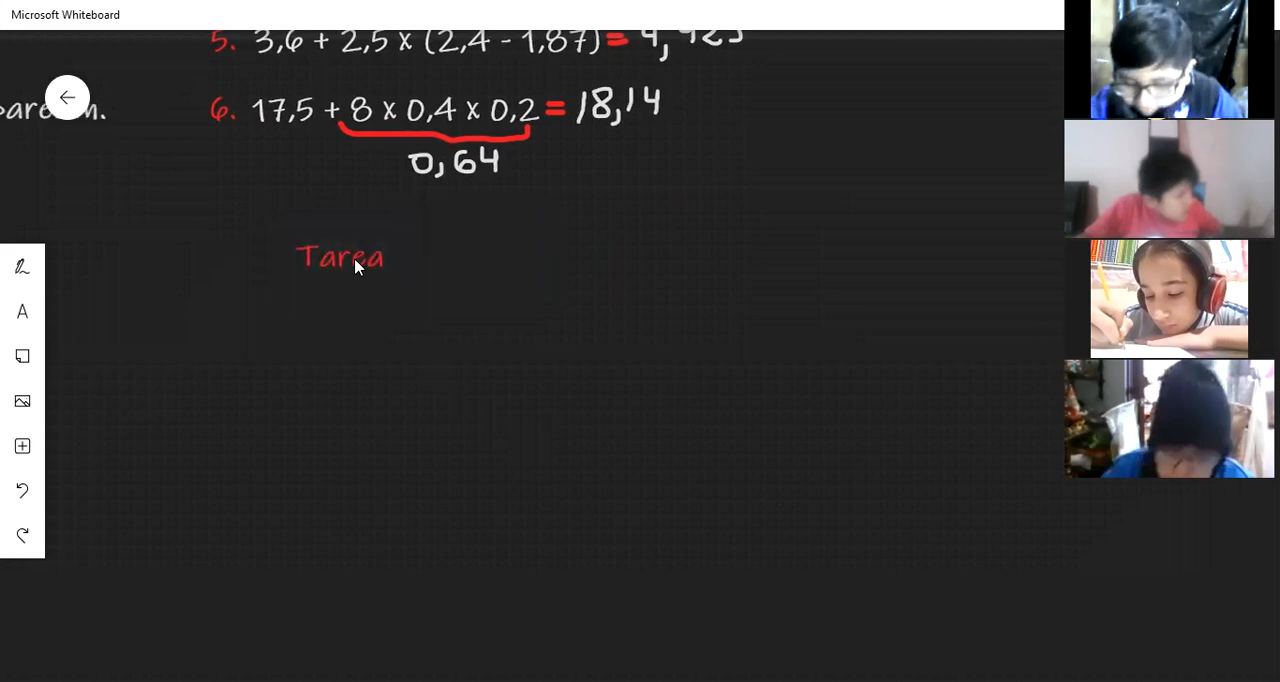 Microsoft Whiteboard
5. 3,6 + 2,5 x (2,4 - 1,87) = 4,925
6. 17,5 + 8 x 0,4 x 0,2 = 18,14
0,64
Tarea
A